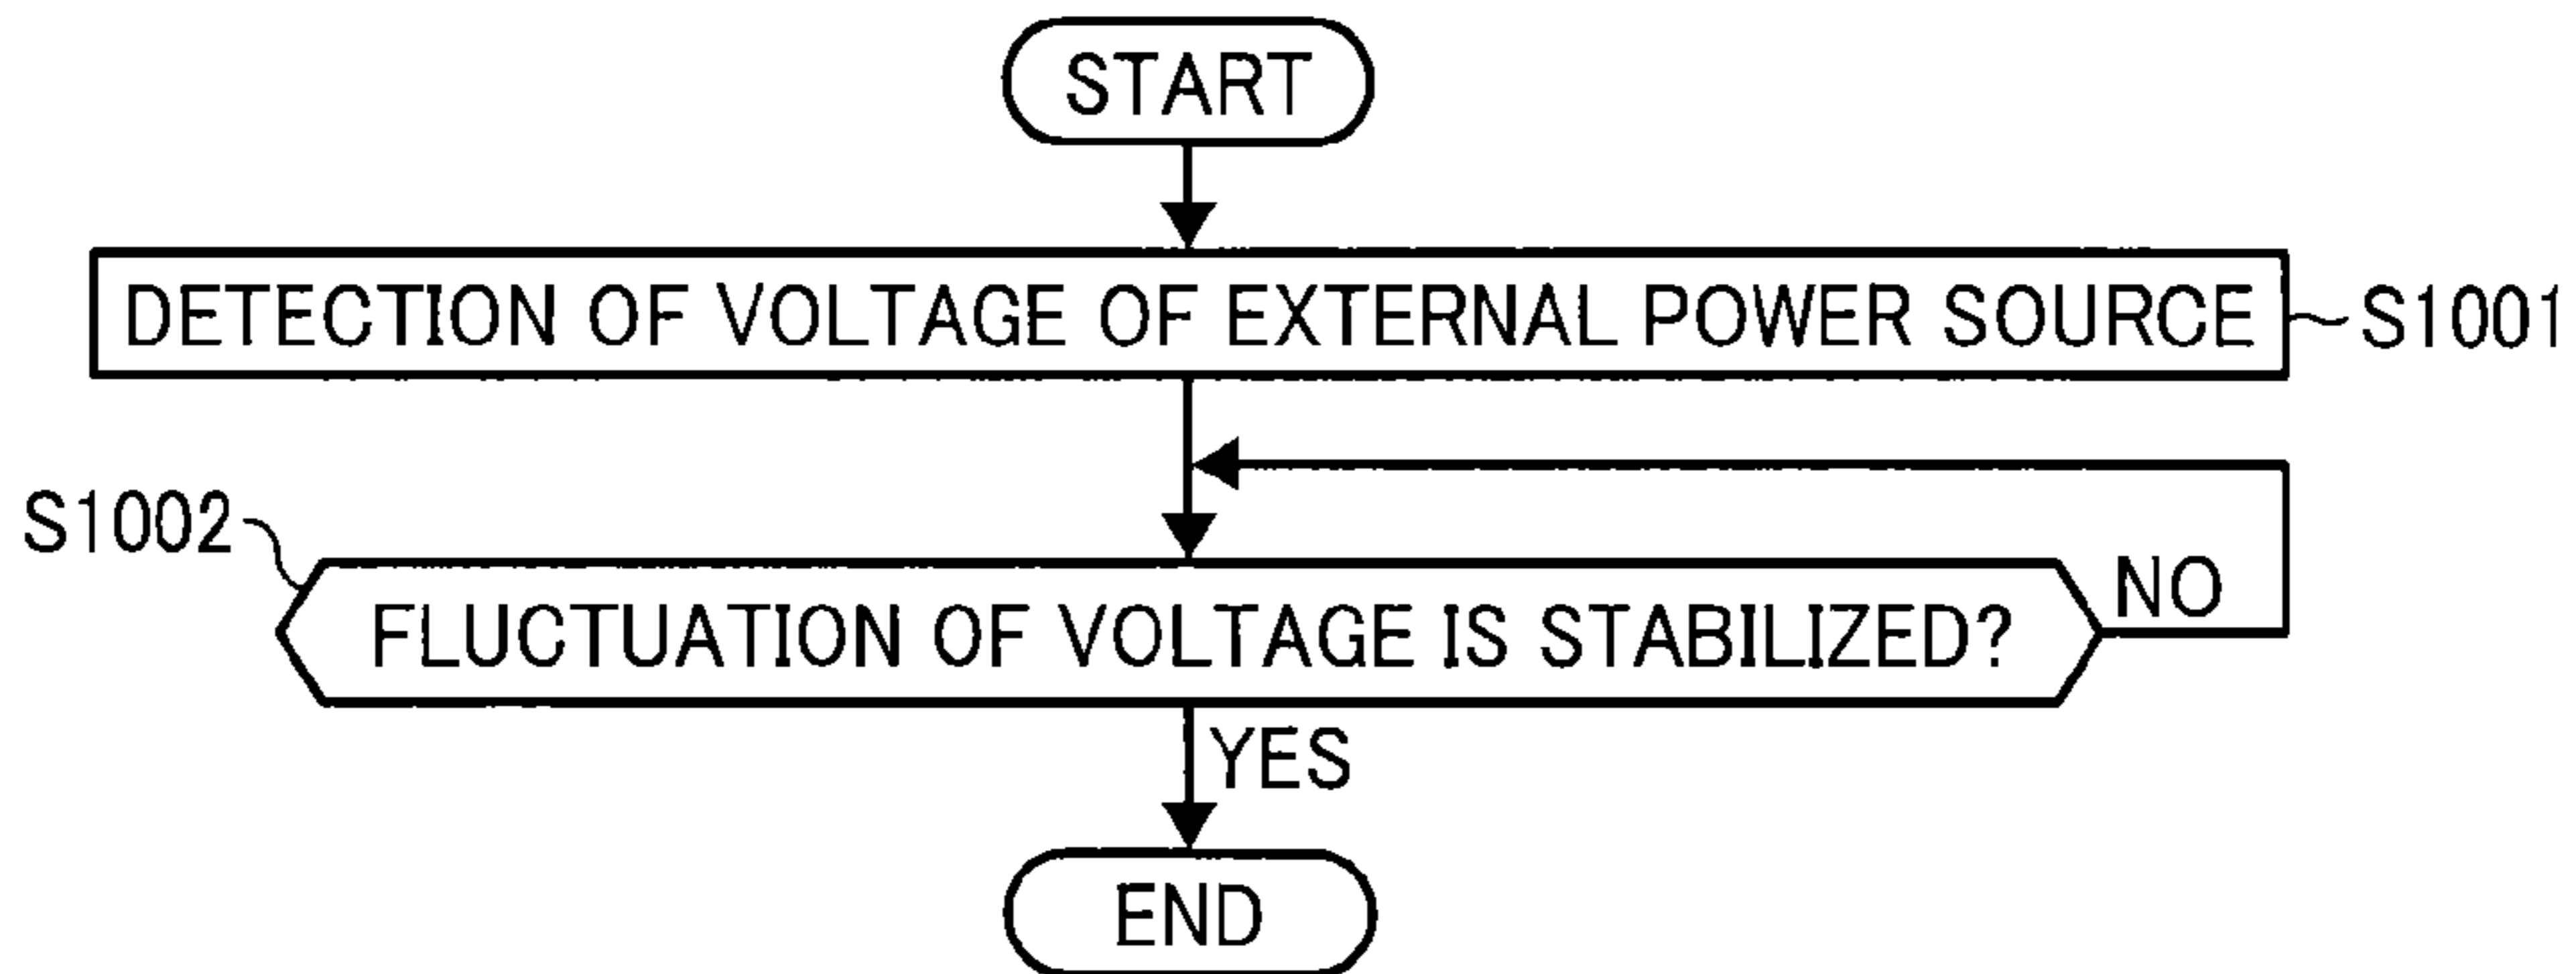 START
DETECTION OF VOLTAGE OF EXTERNAL POWER SOURCE
S1001
S1002
FLUCTUATION OF VOLTAGE IS STABILIZED?
NO
YES
END